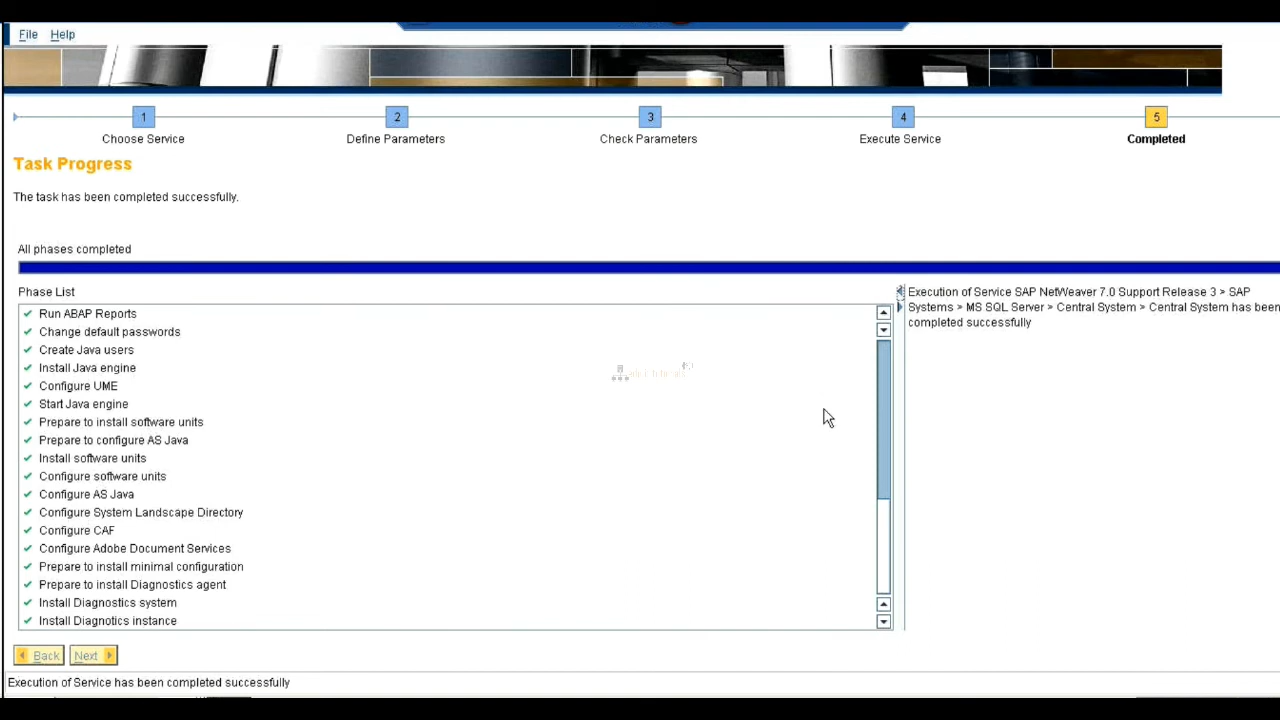 File Help
1 2 3 4 5
Choose Service Define Parameters Check Parameters Execute Service Completed
Task Progress
The task has been completed successfully.
All phases completed
Phase List
Run ABAP Reports
Change default passwords
Create Java users
Install Java engine
Configure UME
Start Java engine
Prepare to install software units
Prepare to configure AS Java
Install software units
Configure software units
Configure AS Java
Configure System Landscape Directory
Configure CAF
Configure Adobe Document Services
Prepare to install minimal configuration
Prepare to install Diagnostics agent
Install Diagnostics system
Install Diagnotics instance
Execution of Service SAP NetWeaver 7.0 Support Release 3 > SAP
Systems > MS SQL Server > Central System > Central System has been
completed successfully
Back Next
Execution of Service has been completed successfully